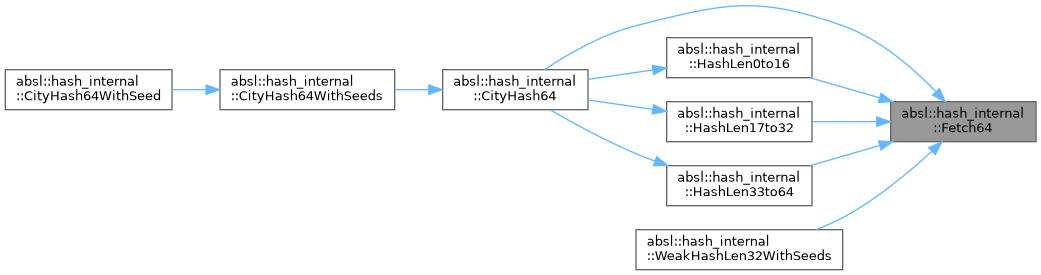 absl::hash_internal
::CityHash64WithSeed
absl::hash_internal
::CityHash64WithSeeds
absl::hash_internal
::CityHash64
absl::hash_internal
::HashLen0to16
absl::hash_internal
::HashLen17to32
absl::hash_internal
::HashLen33to64
absl::hash_internal
::WeakHashLen32WithSeeds
absl::hash_internal
::Fetch64